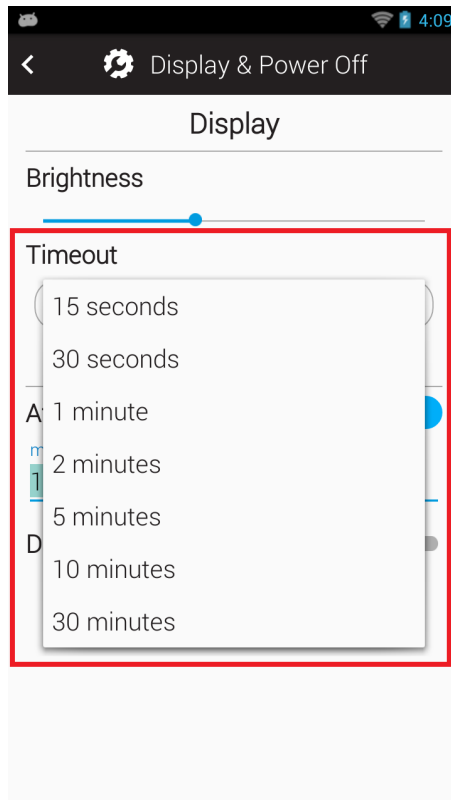 4:09
Display & Power Off
Display
Brightness
Timeout
15 seconds
30 seconds
1 minute
2 minutes
5 minutes
10 minutes
30 minutes